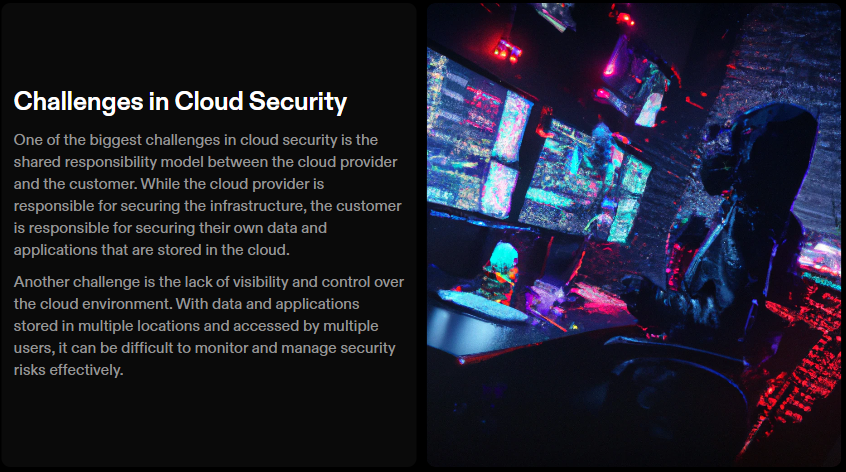 Challenges in Cloud Security
One of the biggest challenges in cloud security is the
shared responsibility model between the cloud provider
and the customer. While the cloud provider is
responsible for securing the infrastructure, the customer
is responsible for securing their own data and
applications that are stored in the cloud.
Another challenge is the lack of visibility and control over
the cloud environment. With data and applications
stored in multiple locations and accessed by multiple
users, it can be difficult to monitor and manage security
risks effectively.